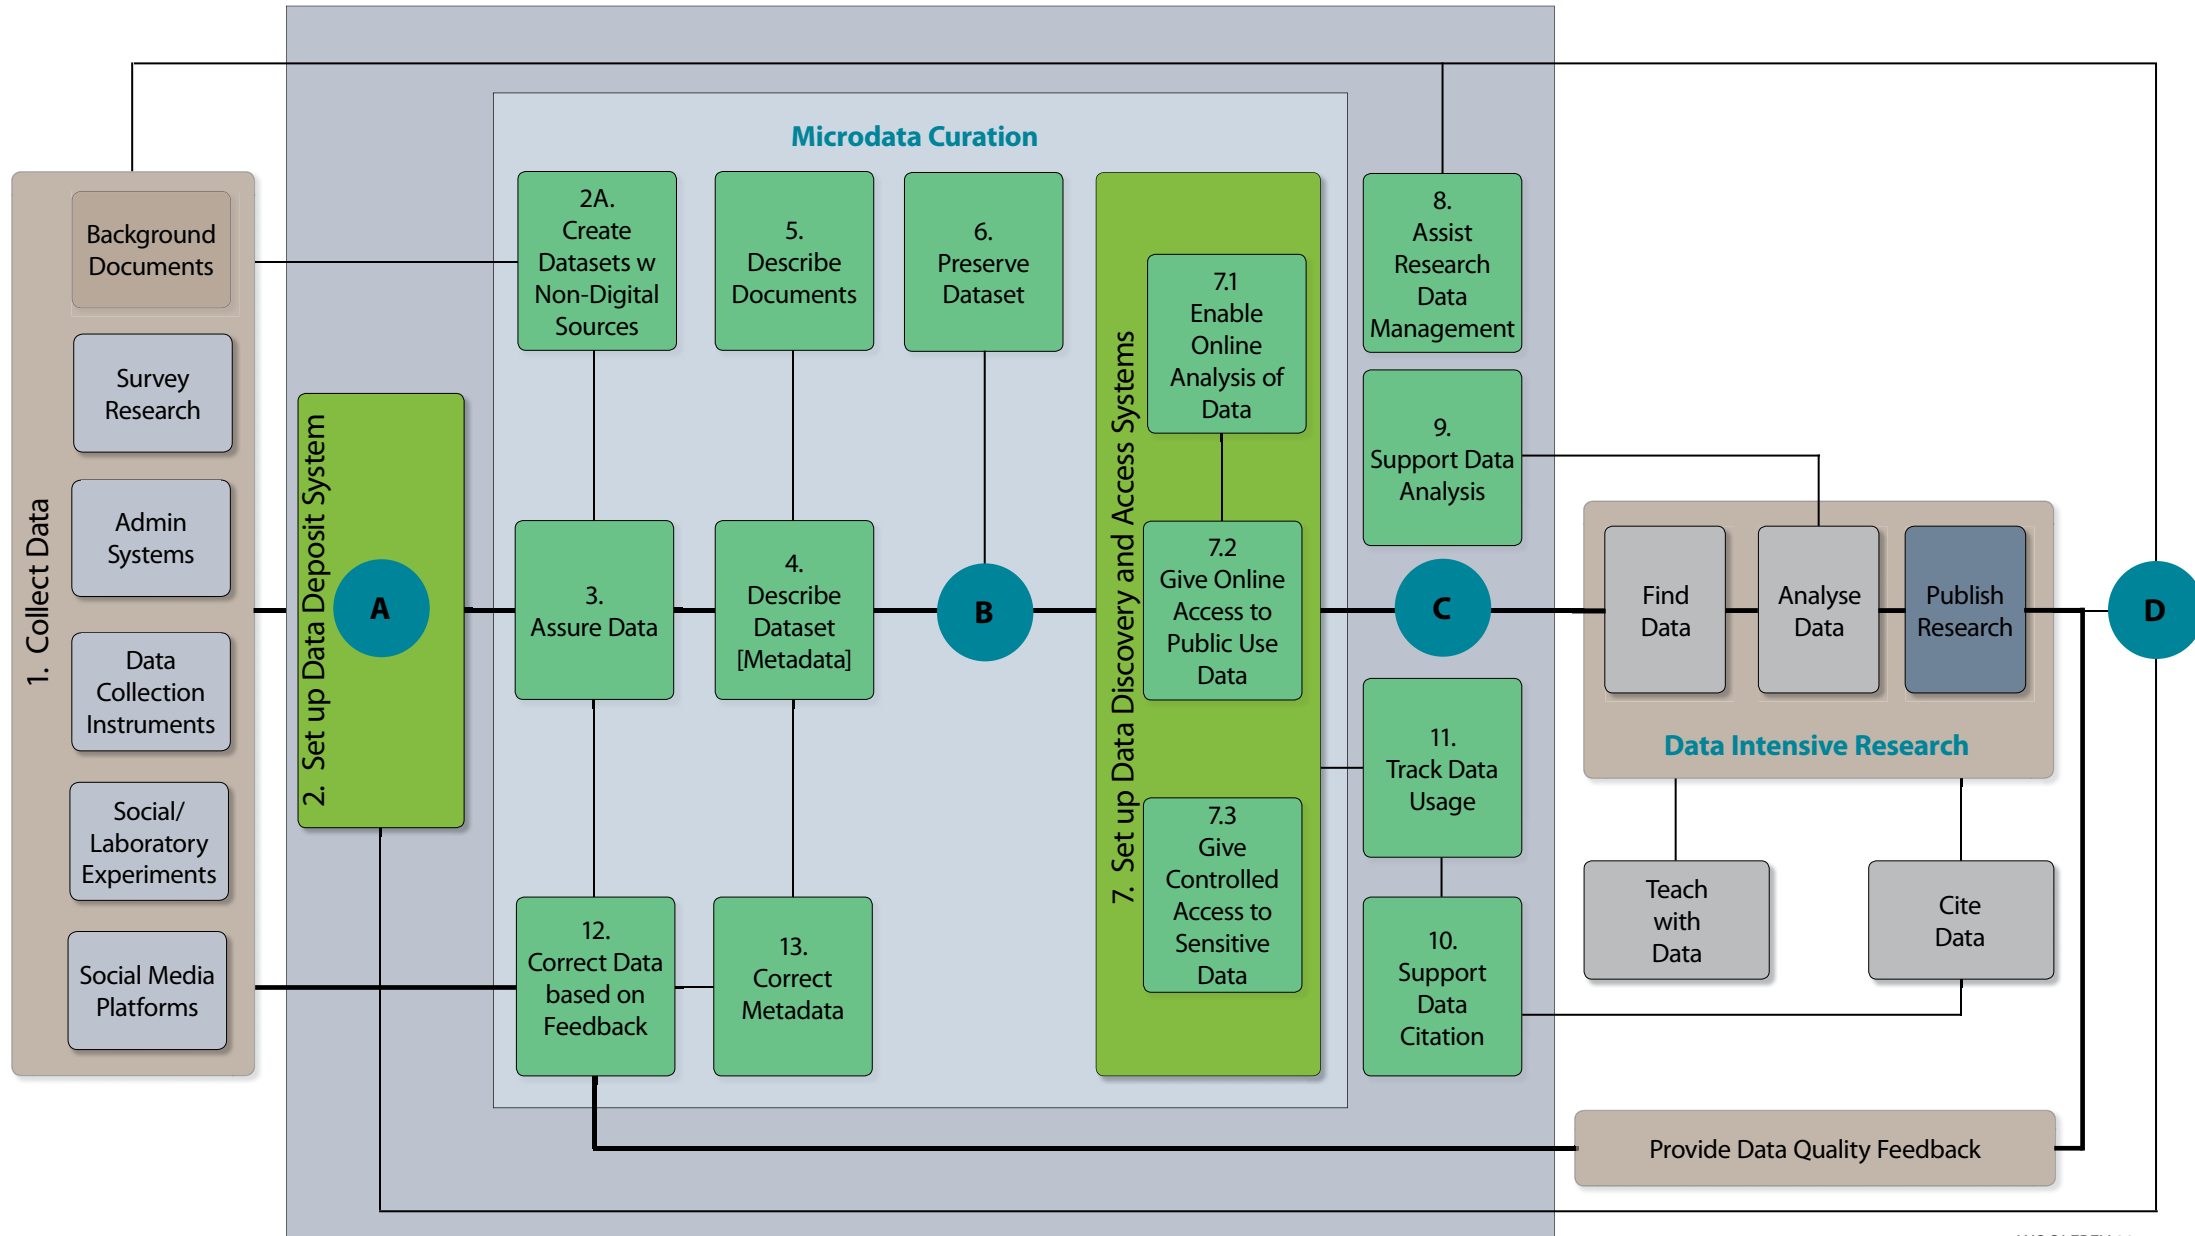 Microdata Curation
1. Collect Data
Background
Documents
Survey
Research
Admin
Systems
Data
Collection
Instruments
Social/
Laboratory
Experiments
Social Media
Platforms
2. Set up Data Deposit System
A
2A.
Create
Datasets w
Non-Digital
Sources
3.
Assure Data
12.
Correct Data
based on
Feedback
5.
Describe
Documents
4.
Describe
Dataset
[Metadata]
13.
Correct
Metadata
6.
Preserve
Dataset
B
7. Set up Data Discovery and Access Systems
7.1
Enable
Online
Analysis of
Data
7.2
Give Online
Access to
Public Use
Data
7.3
Give
Controlled
Access to
Sensitive
Data
8.
Assist
Research
Data
Management
9.
Support Data
Analysis
C
11.
Track Data
Usage
10.
Support
Data
Citation
Find
Data
Analyse
Data
Publish
Research
Data Intensive Research
Teach
with
Data
Cite
Data
D
Provide Data Quality Feedback